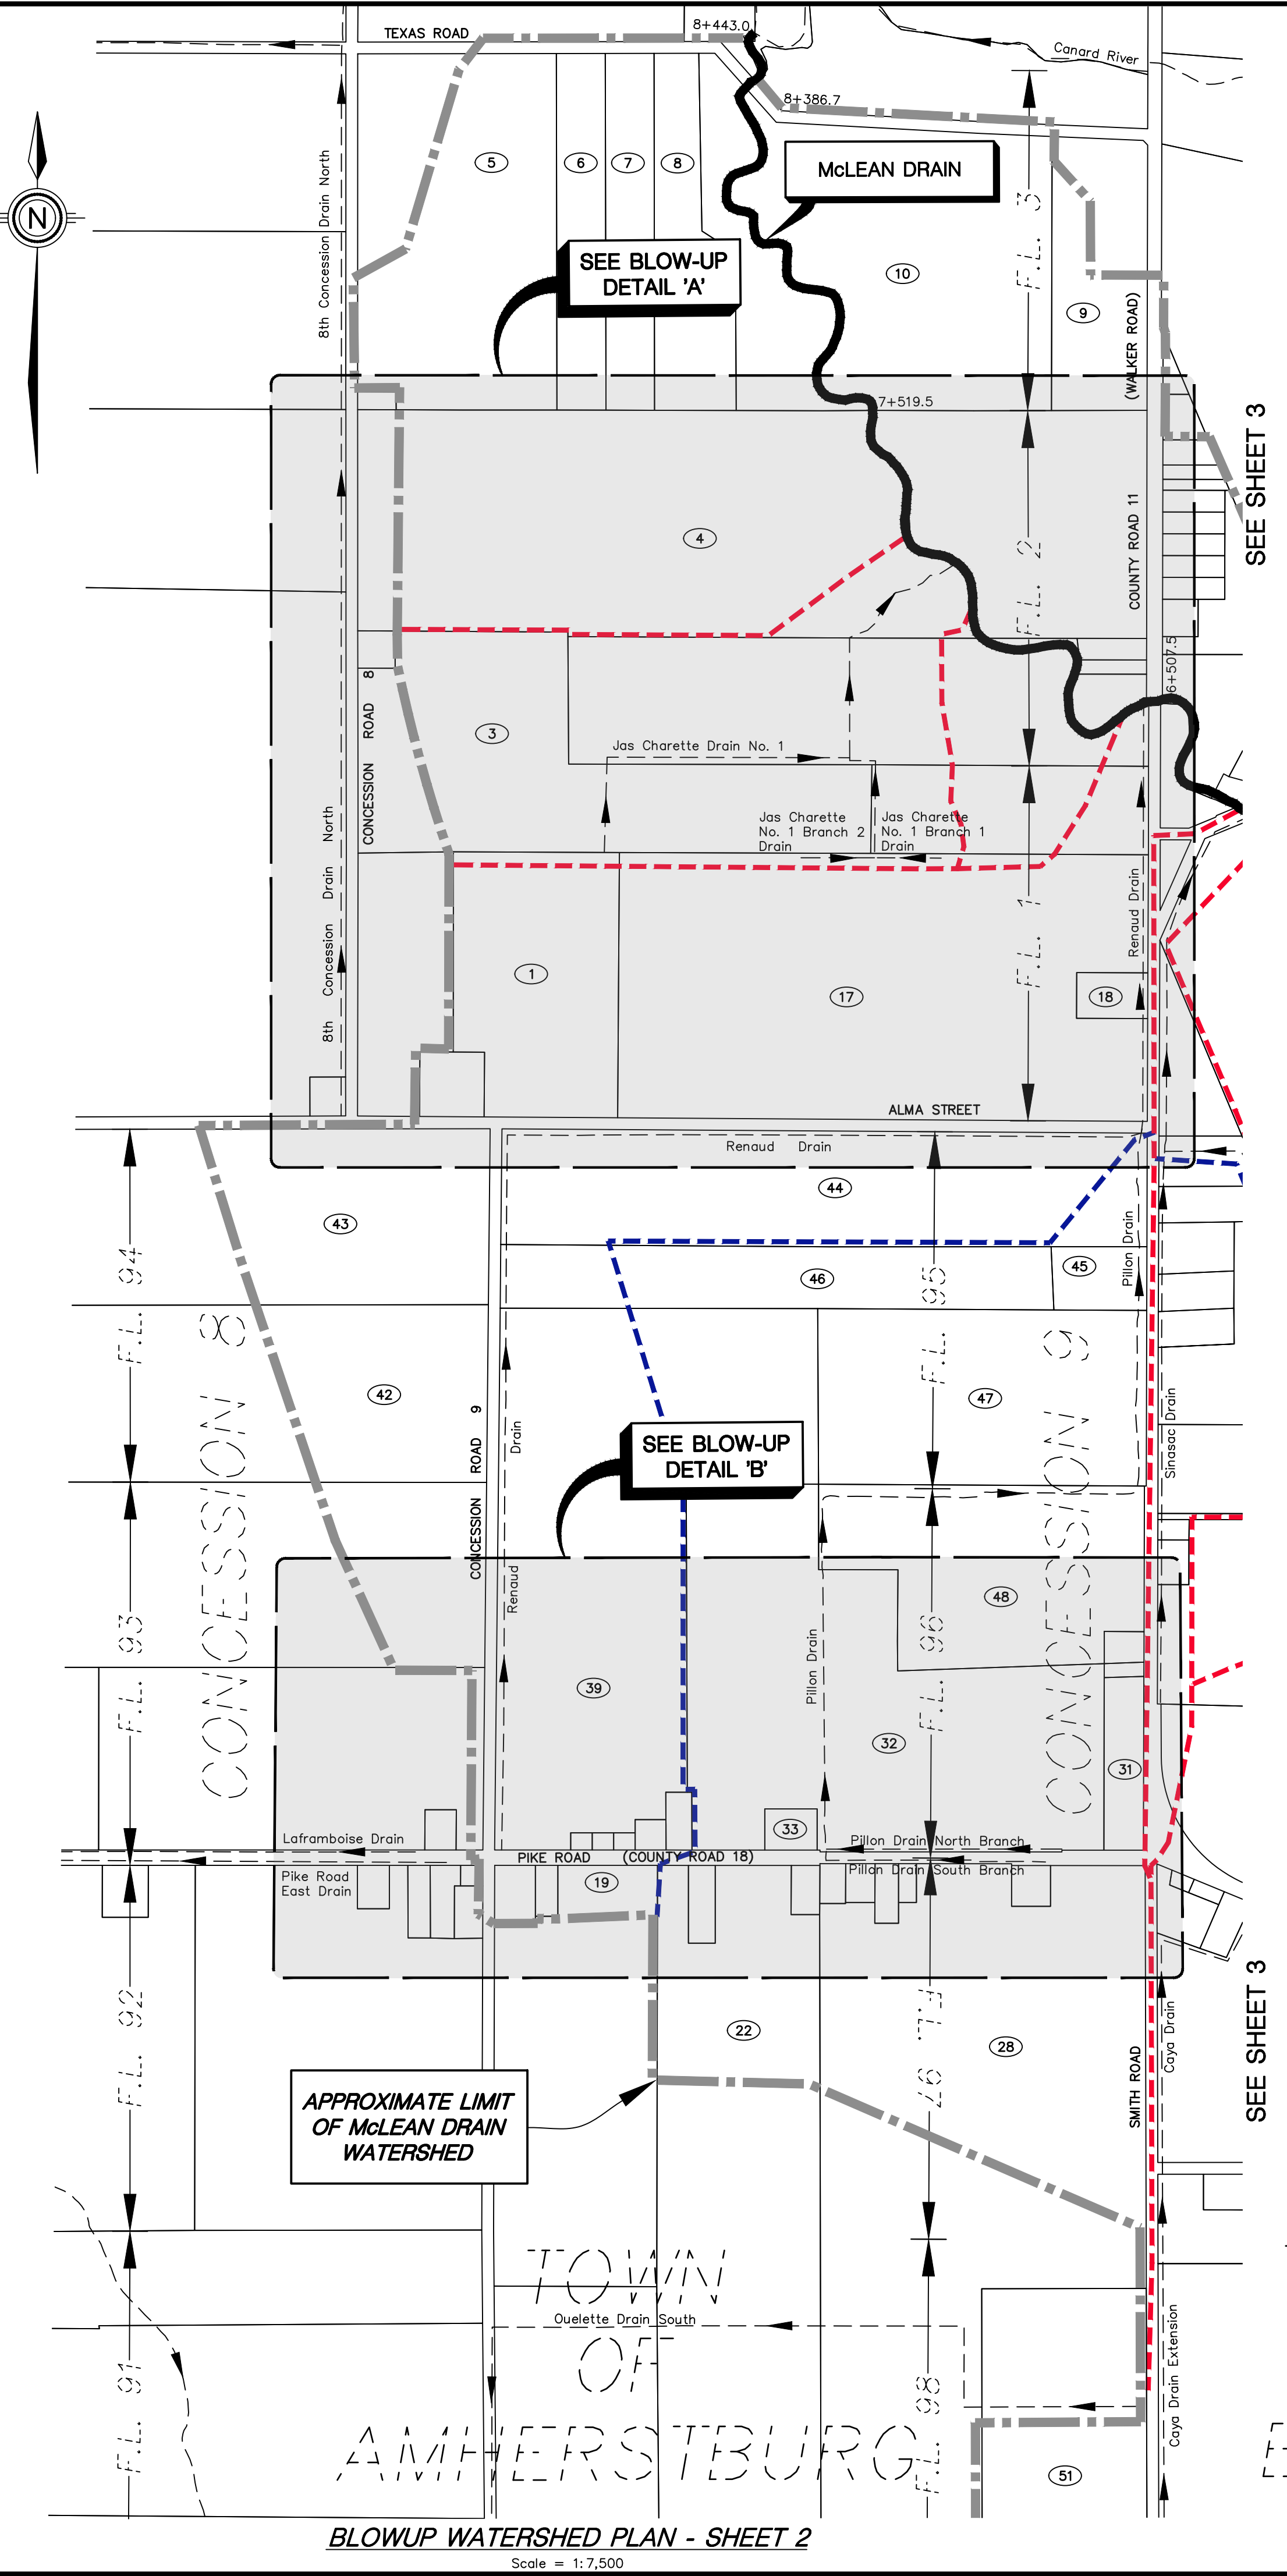 TEXAS ROAD
8+443.0
Canard River
8+386.7
5
6
7
8
McLEAN DRAIN
N
8th Concession Drain North
F.L. 3
SEE BLOW-UP
DETAIL 'A'
10
9
(WALKER ROAD)
7+519.5
SEE SHEET 3
4
F.L. 2
COUNTY ROAD 11
6+507.5
CONCESSION ROAD 8
3
Jas Charette Drain No. 1
Jas Charette
No. 1 Branch 2
Drain
Jas Charette
No. 1 Branch 1
Drain
8th Concession Drain North
F.L. 1
Renaud Drain
1
17
18
ALMA STREET
Renaud Drain
44
43
Pillon Drain
45
46
F.L. 94
F.L. 95
CONCESSION 8
CONCESSION 9
42
47
CONCESSION ROAD 9
Renaud Drain
Sinasac Drain
SEE BLOW-UP
DETAIL 'B'
48
F.L. 93
F.L. 96
39
Pillon Drain
32
31
33
Laframboise Drain
Pillon Drain North Branch
PIKE ROAD (COUNTY ROAD 18)
Pike Road
East Drain
Pillon Drain South Branch
19
F.L. 92
F.L. 97
22
28
SEE SHEET 3
SMITH ROAD
Caya Drain
APPROXIMATE LIMIT
OF McLEAN DRAIN
WATERSHED
TOWN
Ouelette Drain South
OF
F.L. 91
F.L. 98
Caya Drain Extension
AMHERSTBURG
51
BLOWUP WATERSHED PLAN - SHEET 2
Scale = 1:7,500